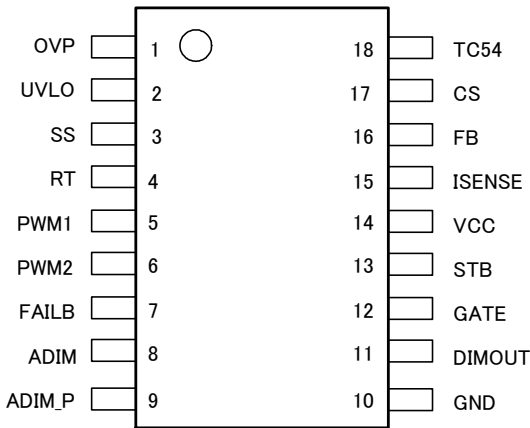 OVP 1 18 TC54
UVLO 2 17 CS
SS 3 16 FB
RT 4 15 ISENSE
PWM1 5 14 VCC
PWM2 6 13 STB
FAILB 7 12 GATE
ADIM 8 11 DIMOUT
ADIM_P 9 10 GND